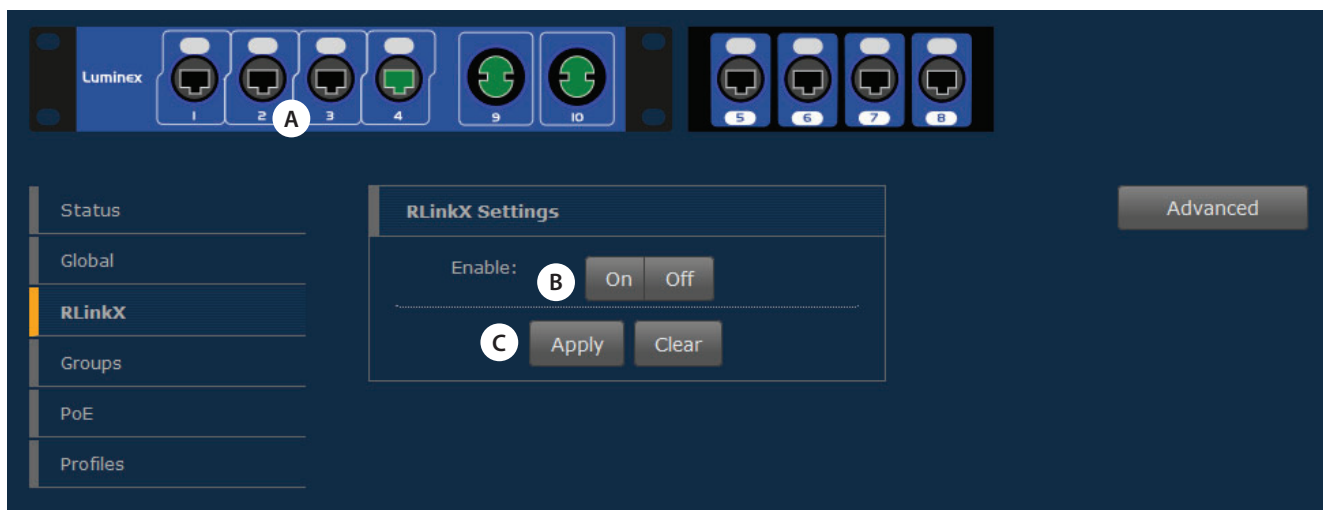 Luminex
1 2 A 3 4 9 10 5 6 7 8
Status
Global
RLinkX
Groups
PoE
Profiles
RLinkX Settings
Enable: B On Off
C Apply Clear
Advanced